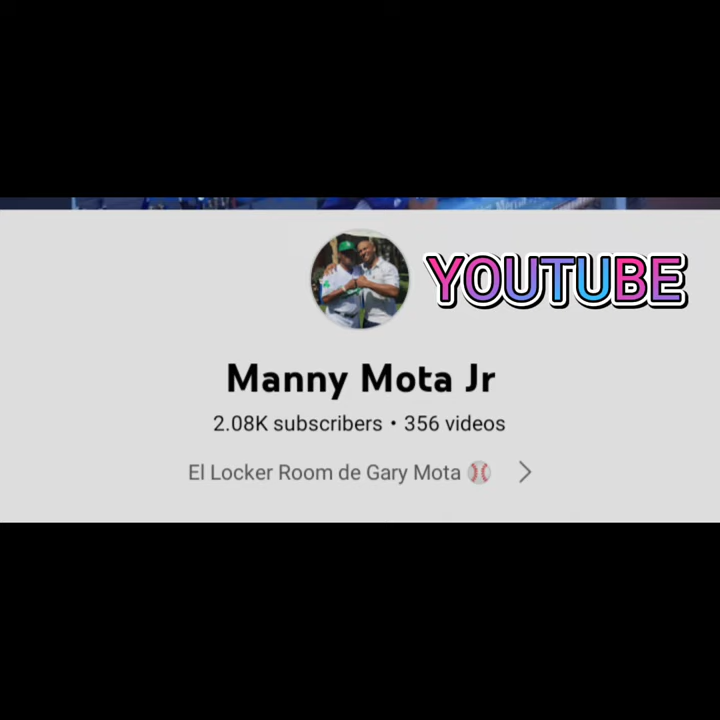 YOUTUBE
Manny Mota Jr
2.08K subscribers • 356 videos
El Locker Room de Gary Mota ⚾